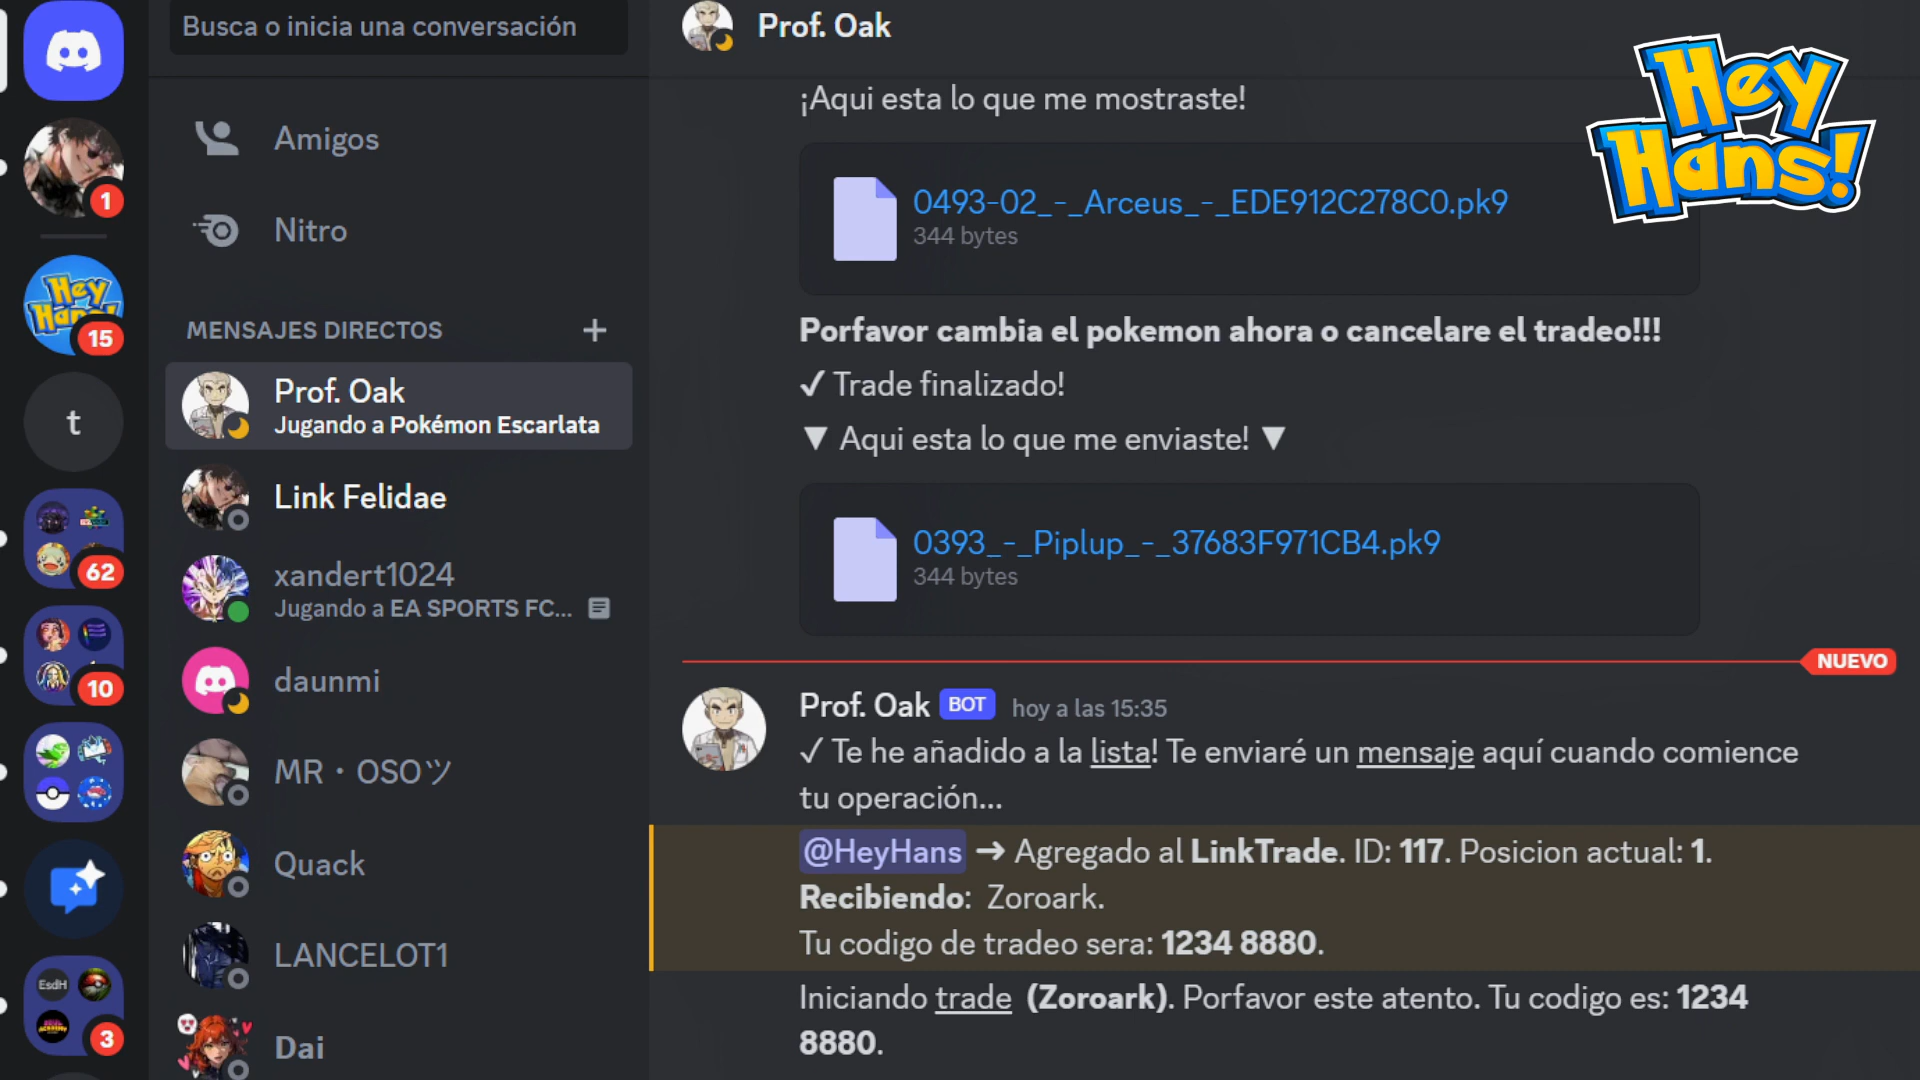 Busca o inicia una conversación
1
Amigos
Nitro
15
MENSAJES DIRECTOS
t
Prof. Oak
Jugando a Pokémon Escarlata
Link Felidae
62
xandert1024
Jugando a EA SPORTS FC...
10
daunmi
MR・OSOツ
Quack
LANCELOT1
EsdH
3
Dai
Prof. Oak
Hey
Hans!
¡Aqui esta lo que me mostraste!
0493-02_-_Arceus_-_EDE912C278C0.pk9
344 bytes
Porfavor cambia el pokemon ahora o cancelare el tradeo!!!
✓ Trade finalizado!
▼ Aqui esta lo que me enviaste! ▼
0393_-_Piplup_-_37683F971CB4.pk9
344 bytes
NUEVO
Prof. Oak BOT hoy a las 15:35
✓ Te he añadido a la lista! Te enviaré un mensaje aquí cuando comience
tu operación...
@HeyHans → Agregado al LinkTrade. ID: 117. Posicion actual: 1.
Recibiendo: Zoroark.
Tu codigo de tradeo sera: 1234 8880.
Iniciando trade (Zoroark). Porfavor este atento. Tu codigo es: 1234
8880.